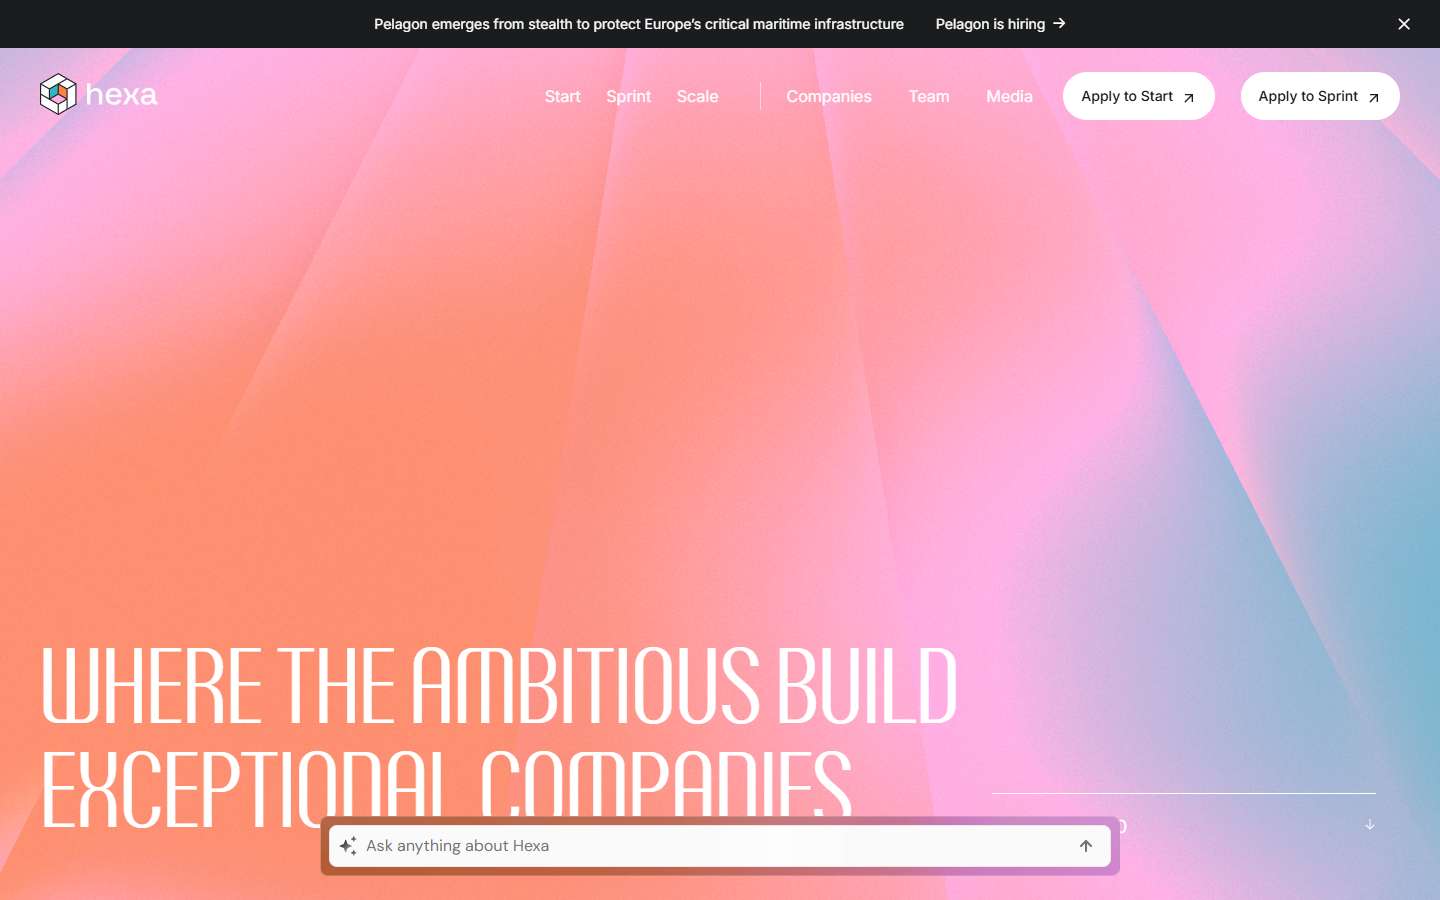 Pelagon emerges from stealth to protect Europe's critical maritime infrastructure Pelagon is hiring →
hexa
Start Sprint Scale Companies Team Media Apply to Start Apply to Sprint
WHERE THE AMBITIOUS BUILD
EXCEPTIONAL COMPANIES
Ask anything about Hexa